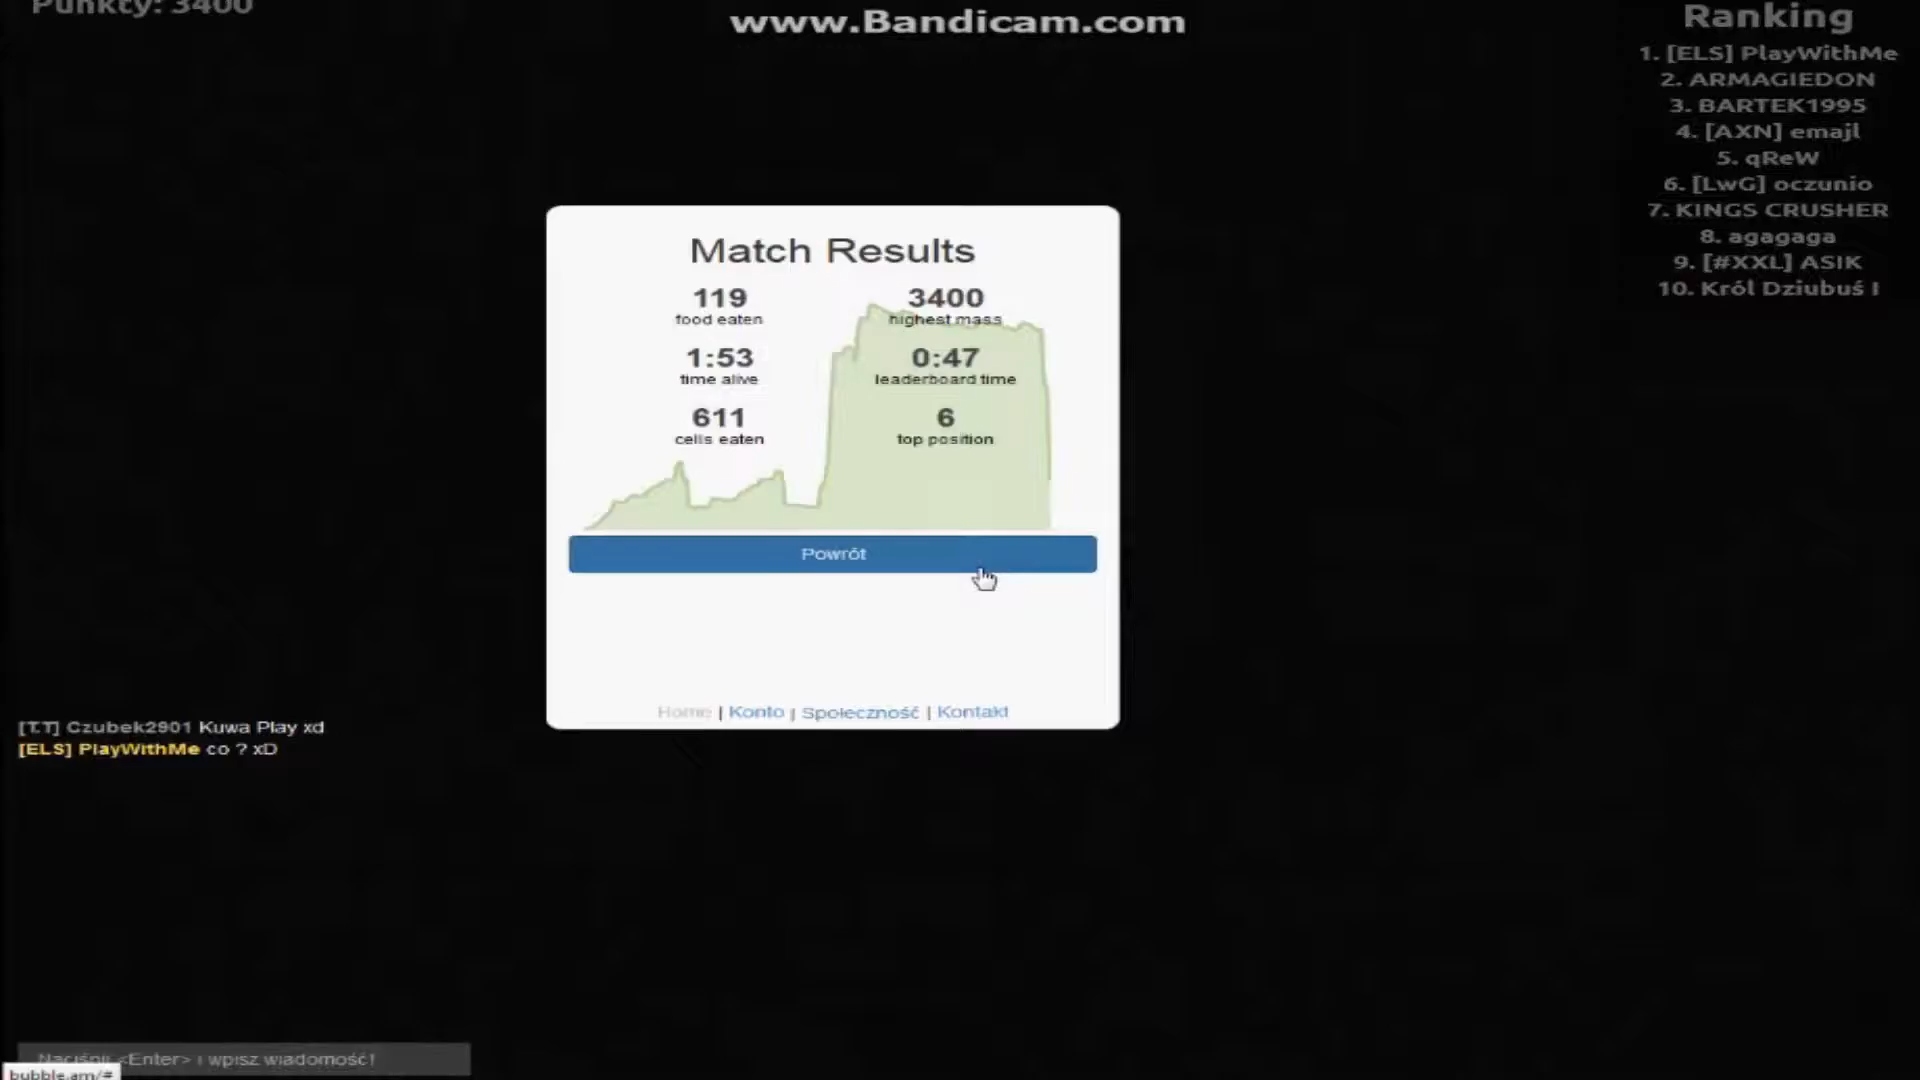 Punkty: 3400
www.Bandicam.com
Ranking
1. [ELS] PlayWithMe
2. ARMAGIEDON
3. BARTEK1995
4. [AXN] emajl
5. qReW
6. [LwG] oczunio
7. KINGS CRUSHER
8. agagaga
9. [#XXL] ASIK
10. Król Dziubuś I
Match Results
119
food eaten
3400
highest mass
1:53
time alive
0:47
leaderboard time
611
cells eaten
6
top position
Powrót
Home | Konto | Społeczność | Kontakt
[T.T] Czubek2901 Kuwa Play xd
[ELS] PlayWithMe co ? xD
Naciśnij <Enter> i wpisz wiadomość!
bubble.am/#